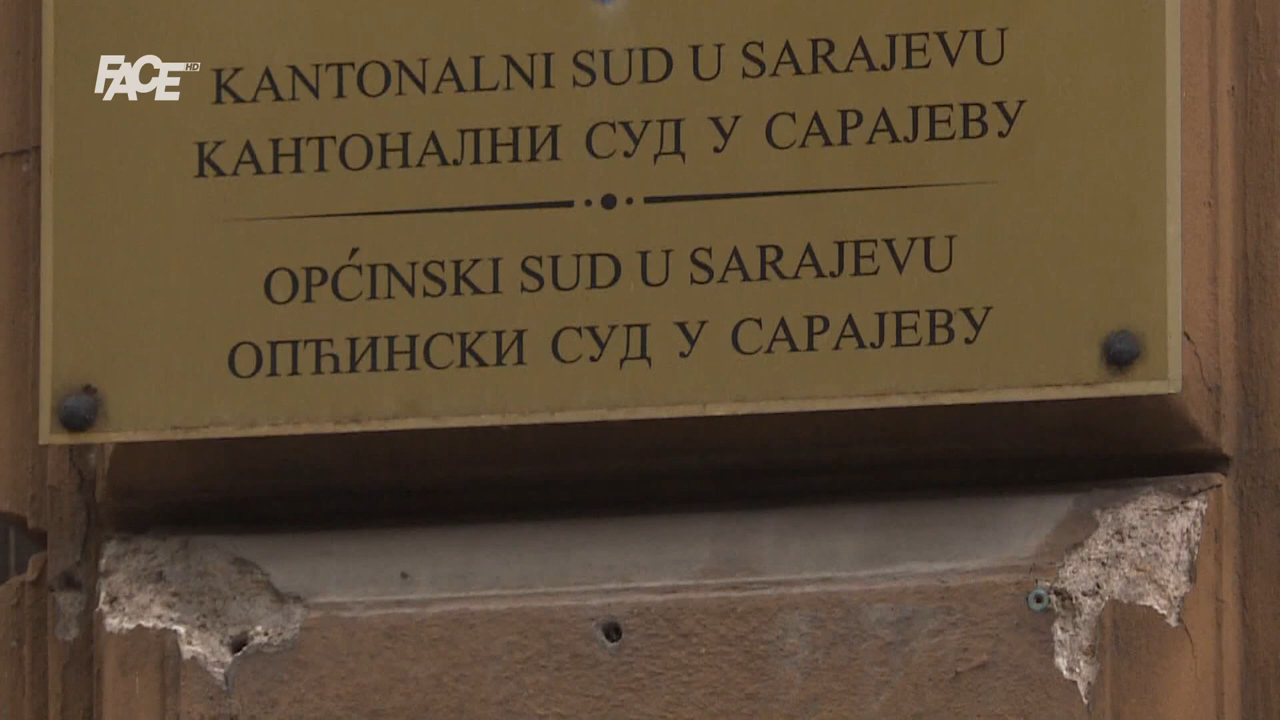 FACE HD
KANTONALNI SUD U SARAJEVU
КАНТОНАЛНИ СУД У САРАЈЕВУ
OPĆINSKI SUD U SARAJEVU
ОПЋИНСКИ СУД У САРАЈЕВУ